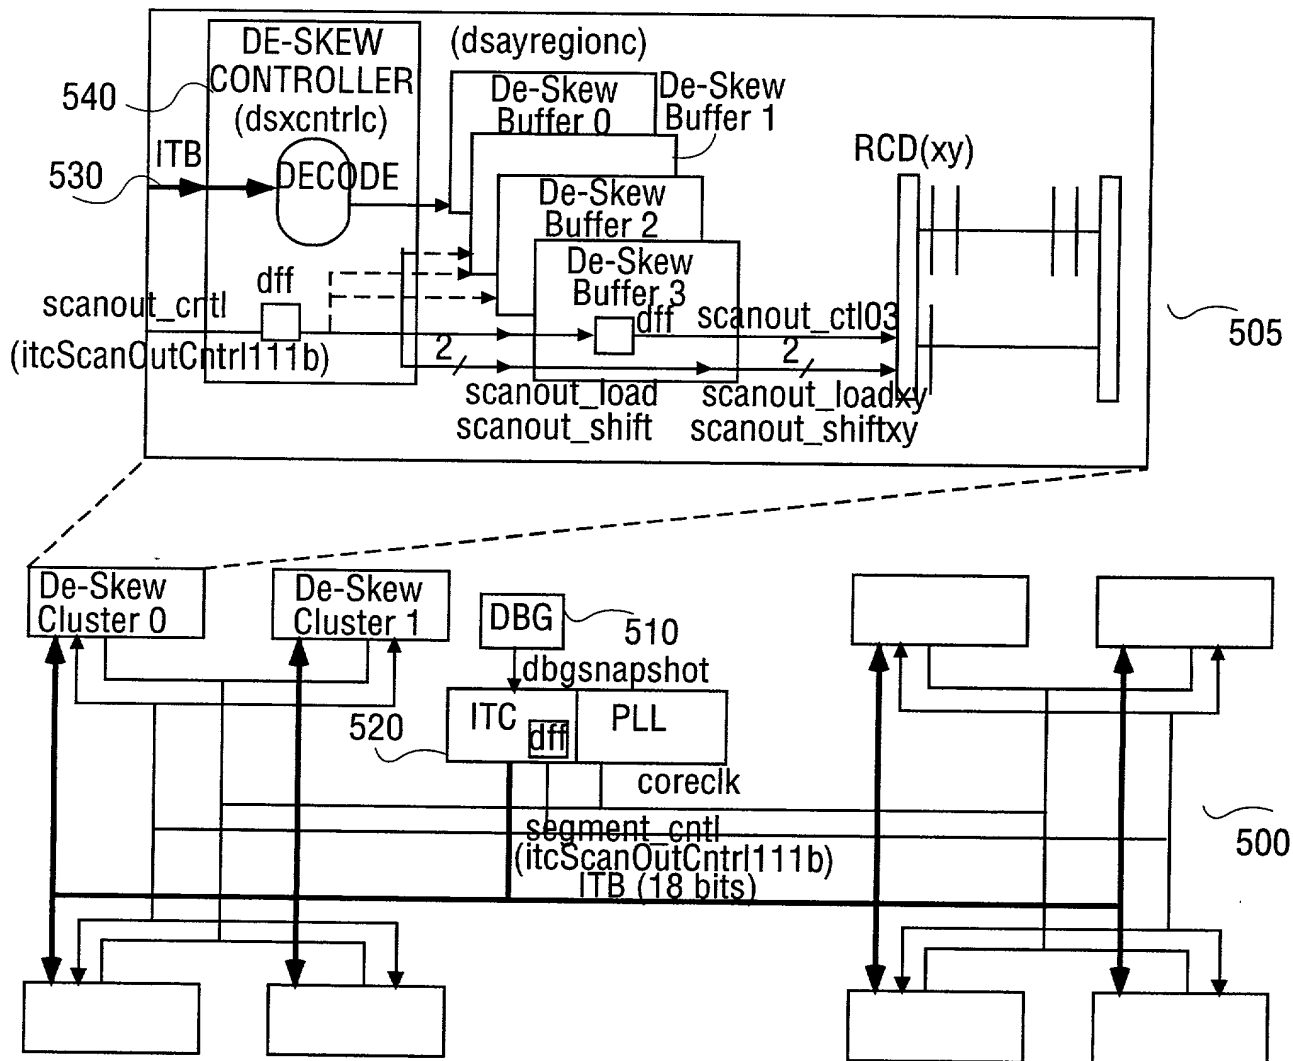 DE-SKEW
CONTROLLER
(dsxcntrlc)
540
ITB
530
DECODE
(dsayregionc)
De-Skew
Buffer 0
De-Skew
Buffer 1
De-Skew
Buffer 2
De-Skew
Buffer 3
RCD(xy)
dff
scanout_cntl
(itcScanOutCntrl111b)
dff
scanout_ctl03
2
2
scanout_load
scanout_shift
scanout_loadxy
scanout_shiftxy
505
De-Skew
Cluster 0
De-Skew
Cluster 1
DBG
510
dbgsnapshot
520
ITC
dff
PLL
coreclk
segment_cntl
(itcScanOutCntrl111b)
ITB (18 bits)
500